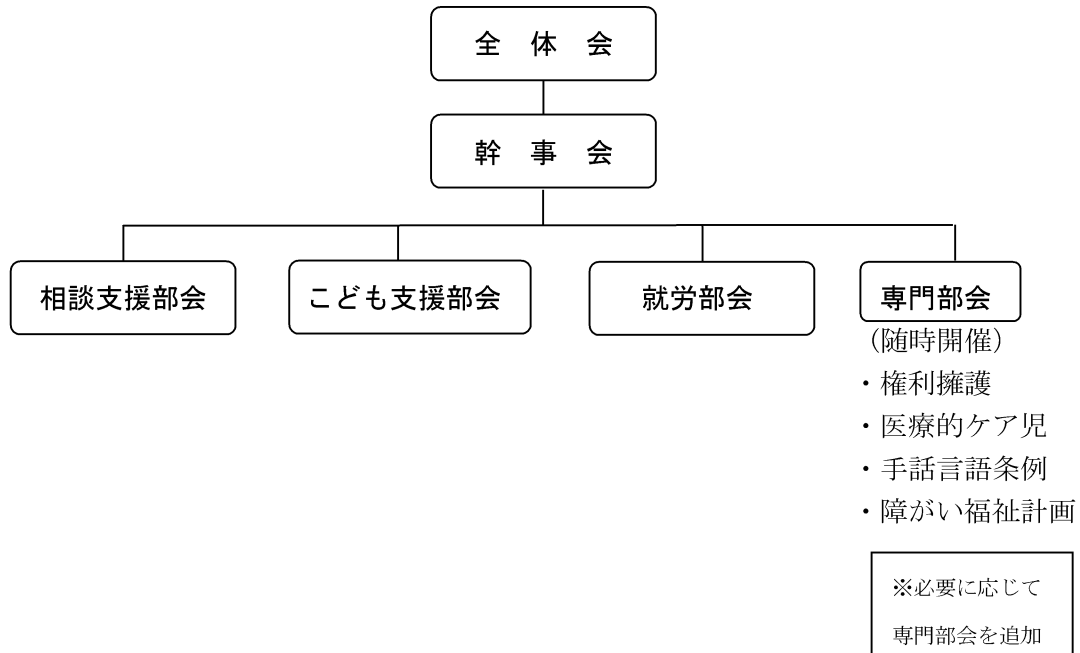 全　体　会
幹　事　会
相談支援部会
こども支援部会
就労部会
専門部会
（随時開催）
・権利擁護
・医療的ケア児
・手話言語条例
・障がい福祉計画
※必要に応じて
専門部会を追加